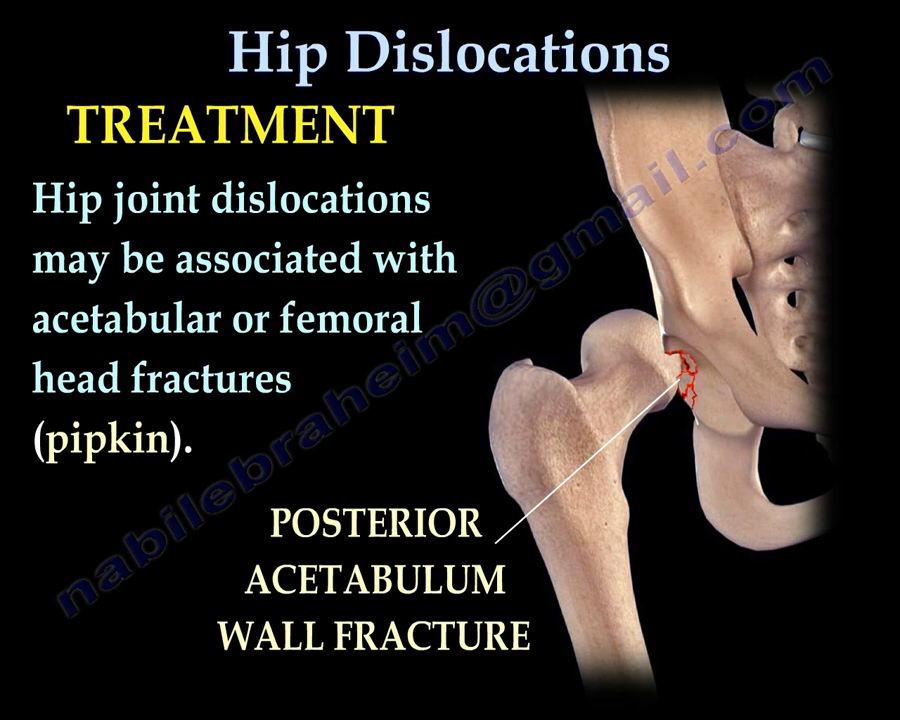 Hip Dislocations
TREATMENT
Hip joint dislocations
may be associated with
acetabular or femoral
head fractures
(pipkin).
POSTERIOR
ACETABULUM
WALL FRACTURE
nabilebraheim@gmail.com